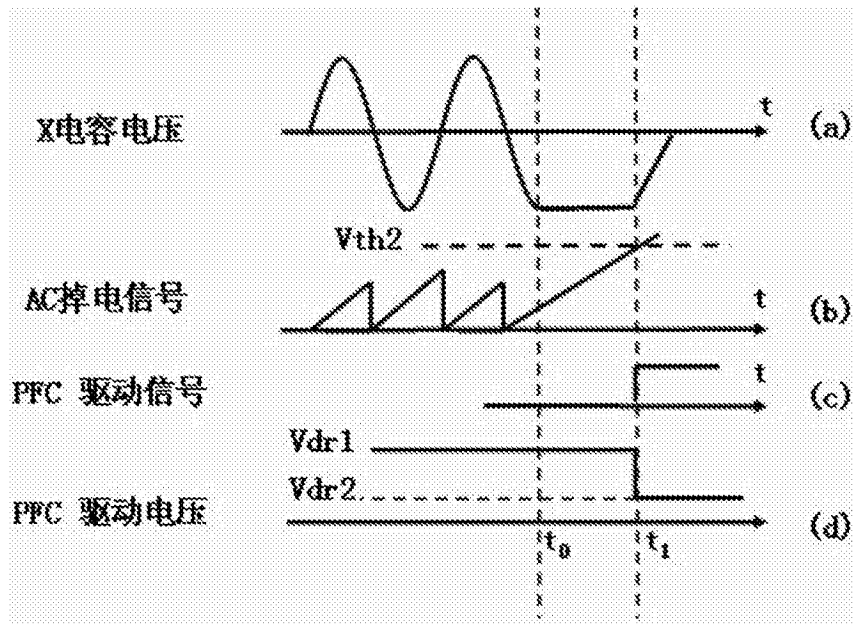 t
X电容电压
(a)
Vth2
AC掉电信号
t
(b)
PFC 驱动信号
t
(c)
Vdr1
Vdr2
PFC 驱动电压
(d)
t0
t1